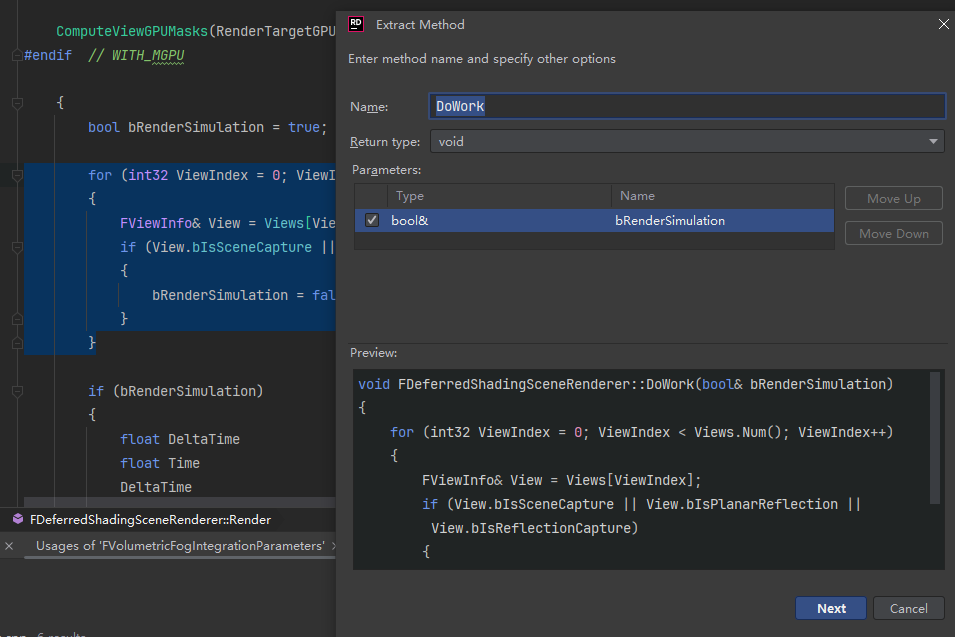 ComputeViewGPUMasks(RenderTargetGPU
#endif // WITH_MGPU
{
bool bRenderSimulation = true;
for (int32 ViewIndex = 0; ViewI
{
FViewInfo& View = Views[Vie
if (View.bIsSceneCapture ||
{
bRenderSimulation = fal
}
}
if (bRenderSimulation)
{
float DeltaTime
float Time
DeltaTime
FDeferredShadingSceneRenderer::Render
Usages of 'FVolumetricFogIntegrationParameters'
6 results
RD
Extract Method
Enter method name and specify other options
Name: DoWork
Return type: void
Parameters:
Type Name
bool& bRenderSimulation
Move Up
Move Down
Preview:
void FDeferredShadingSceneRenderer::DoWork(bool& bRenderSimulation)
{
for (int32 ViewIndex = 0; ViewIndex < Views.Num(); ViewIndex++)
{
FViewInfo& View = Views[ViewIndex];
if (View.bIsSceneCapture || View.bIsPlanarReflection ||
View.bIsReflectionCapture)
{
Next Cancel